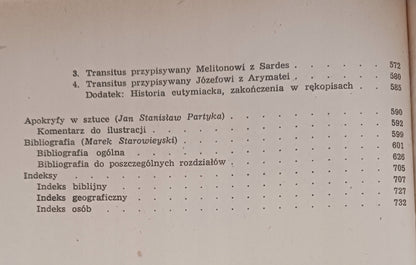 3. Transitus przypisywany Melitonowi z Sardes . . . . . . 572
4. Transitus przypisywany Józefowi z Arymatei . . . . . . 580
Dodatek: Historia eutymiacka, zakończenia w rękopisach . . . 585
Apokryfy w sztuce (Jan Stanisław Partyka) . . . . . . . . 590
Komentarz do ilustracji . . . . . . . . . . . . 592
Bibliografia (Marek Starowieyski) . . . . . . . . . . 599
Bibliografia ogólna . . . . . . . . . . . . . 601
Bibliografia do poszczególnych rozdziałów . . . . . . . . 626
Indeksy . . . . . . . . . . . . . . . . 705
Indeks biblijny . . . . . . . . . . . . . . 707
Indeks geograficzny . . . . . . . . . . . . . 727
Indeks osób . . . . . . . . . . . . . . . 732